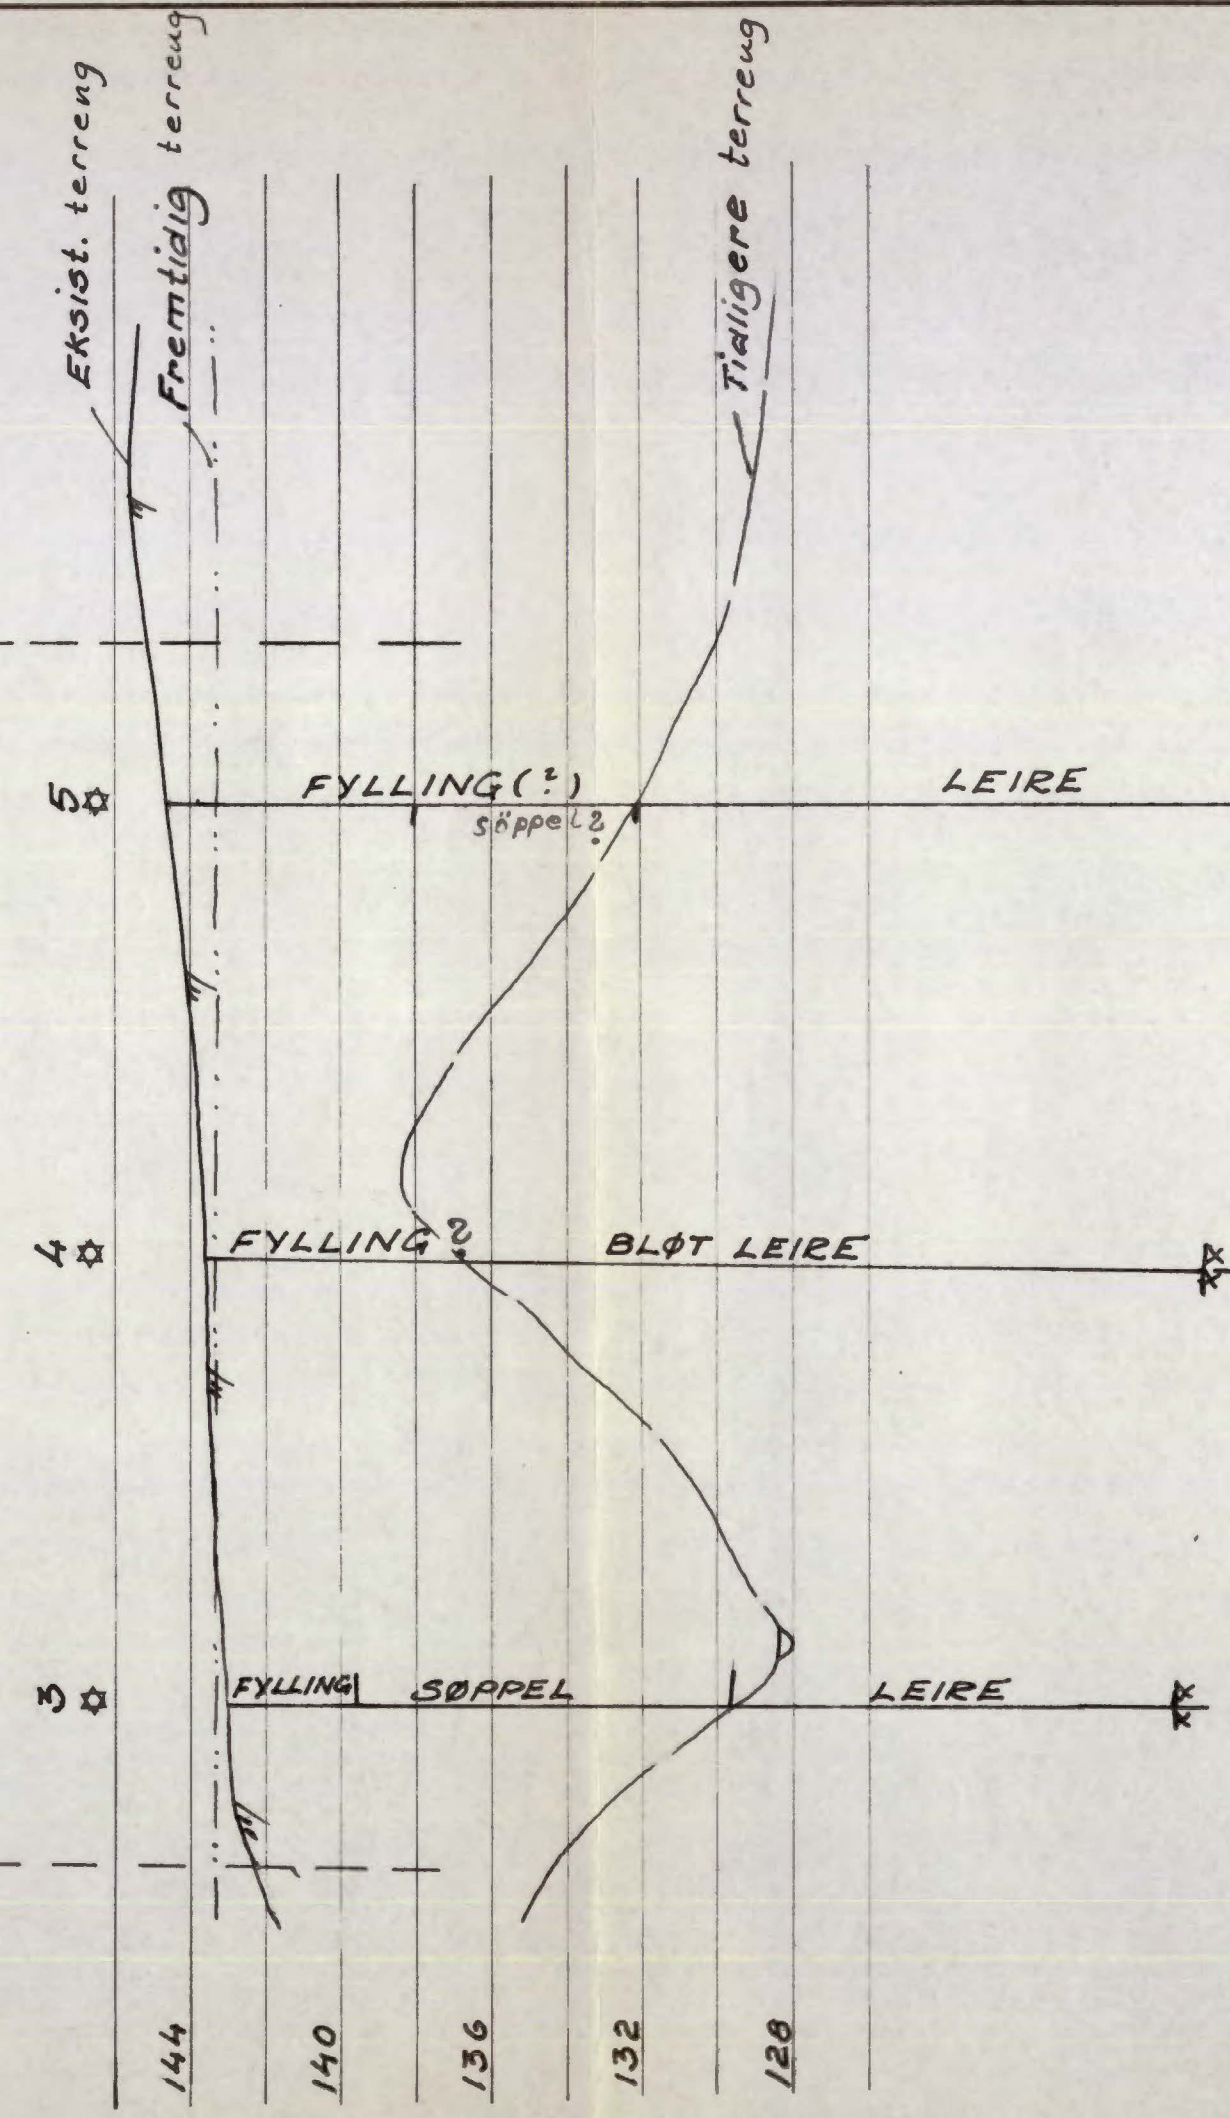 Eksist. terreng
Fremtidig terreng
Tidligere terreng
3
4
5
FYLLING
SØPPEL
LEIRE
FYLLING ?
BLØT LEIRE
FYLLING (?)
söppel?
LEIRE
144
140
136
132
128